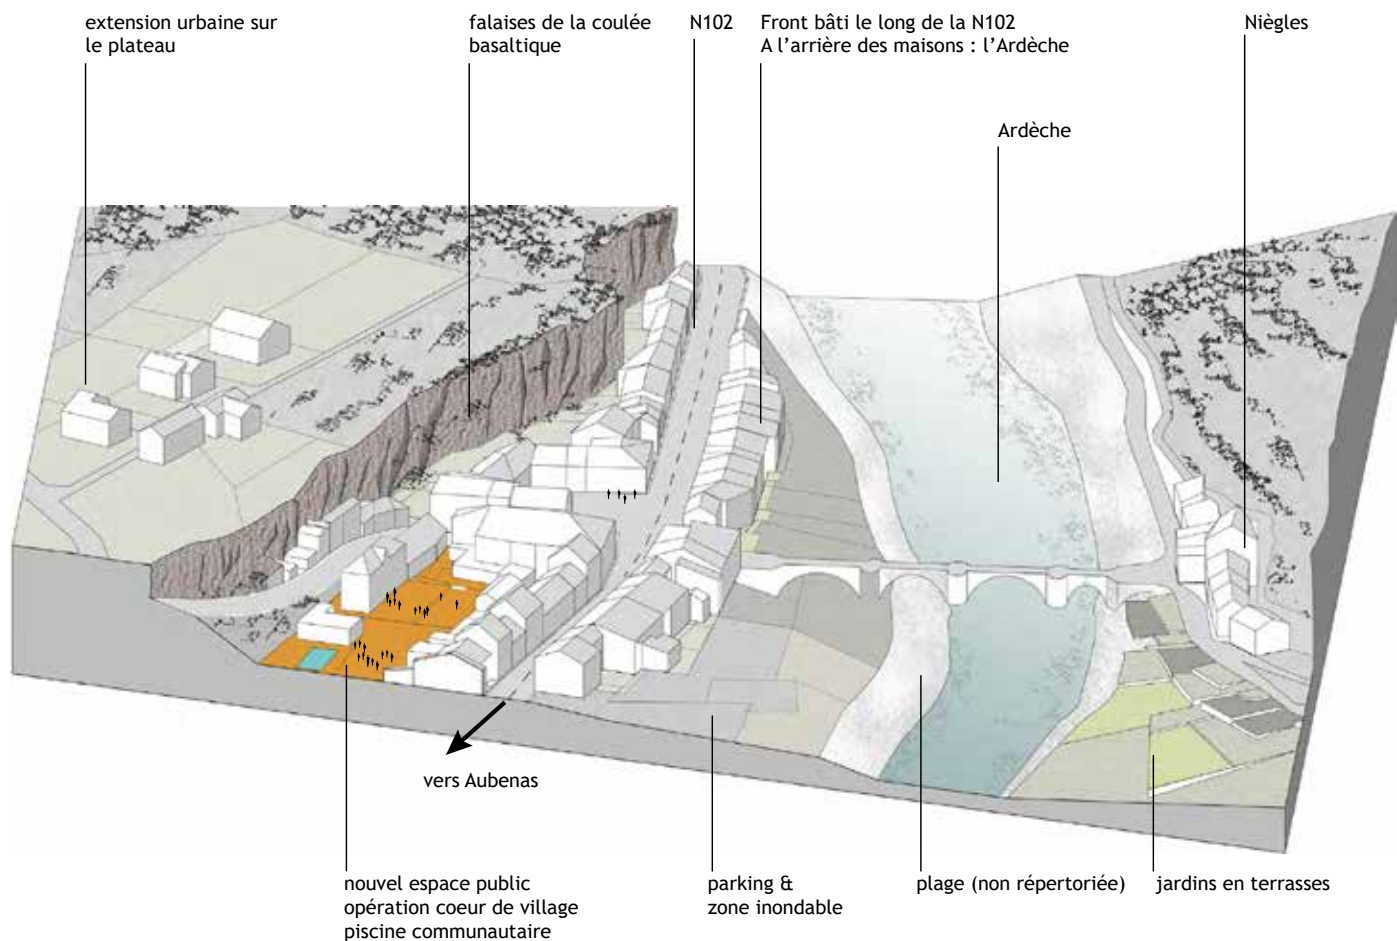 extension urbaine sur
le plateau
falaises de la coulée
basaltique
N102
Front bâti le long de la N102
A l’arrière des maisons : l’Ardèche
Niègles
Ardèche
vers Aubenas
nouvel espace public
opération coeur de village
piscine communautaire
parking &
zone inondable
plage (non répertoriée)
jardins en terrasses